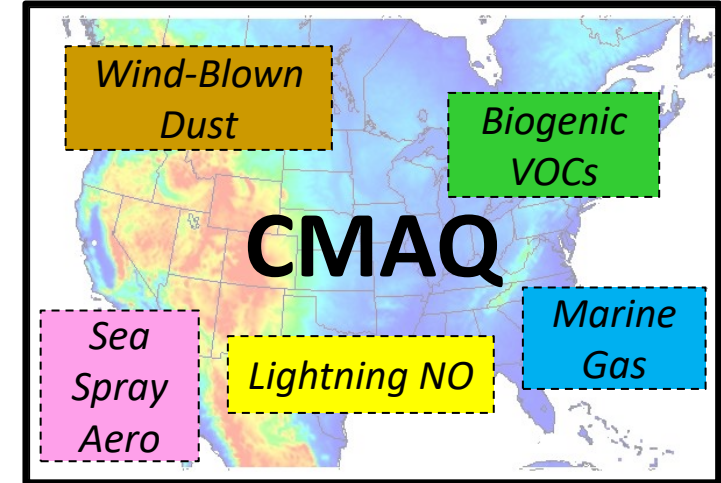 Wind-Blown
Dust
Biogenic
VOCs
CMAQ
Sea
Spray
Aero
Lightning NO
Marine
Gas